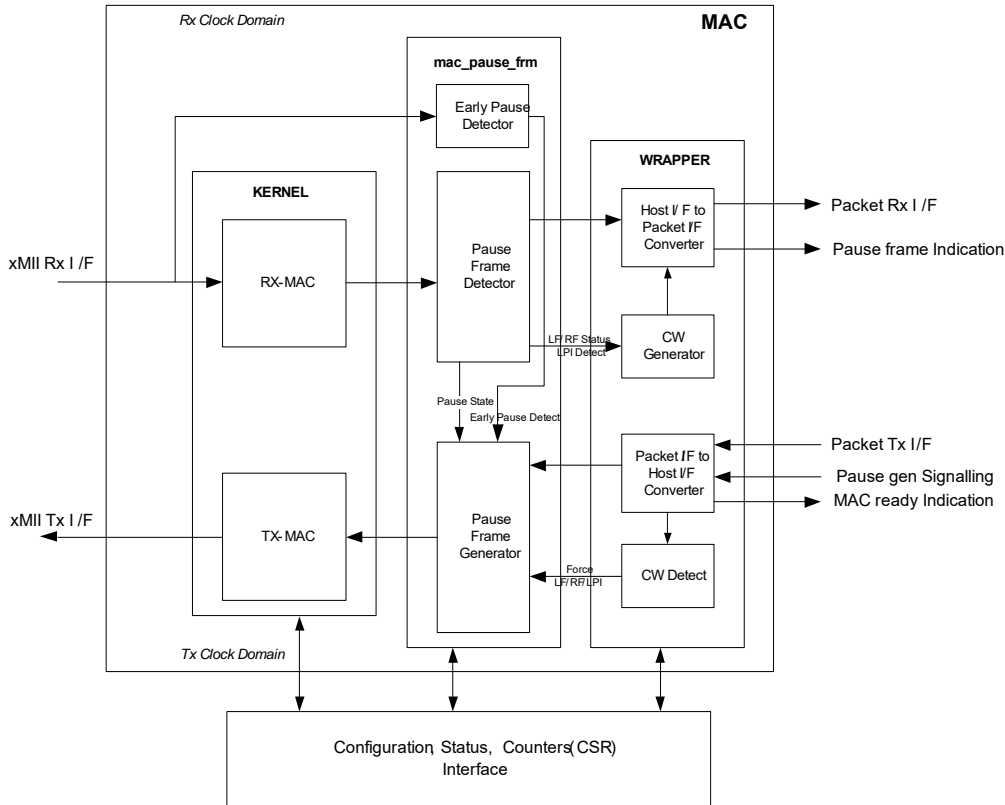 Rx Clock Domain
MAC
mac_pause_frm
Early Pause
Detector
WRAPPER
KERNEL
Host I/ F to
Packet I/F
Converter
Packet Rx I /F
Pause frame Indication
xMII Rx I /F
RX-MAC
Pause
Frame
Detector
LF/ RF Status
LPI Detect
CW
Generator
Pause State
Early Pause Detect
Packet I/F to
Host I/F
Converter
Packet Tx I/F
Pause gen Signalling
MAC ready Indication
xMII Tx I /F
TX-MAC
Pause
Frame
Generator
Force
LF/ RF/ LPI
CW Detect
Tx Clock Domain
Configuration, Status, Counters(CSR)
Interface